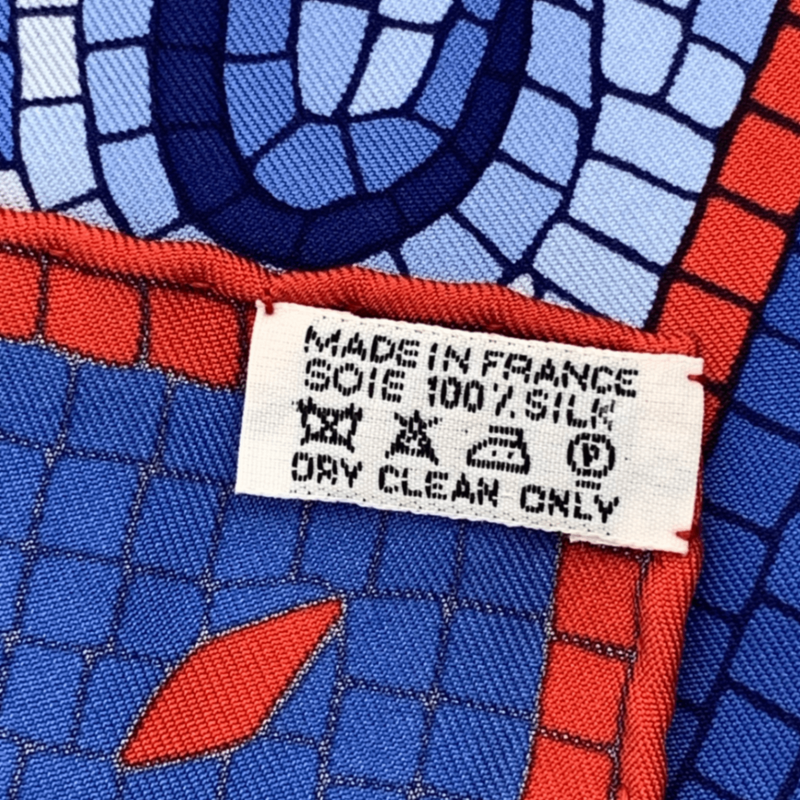 MADE IN FRANCE
SOIE 100% SILK
P
DRY CLEAN ONLY